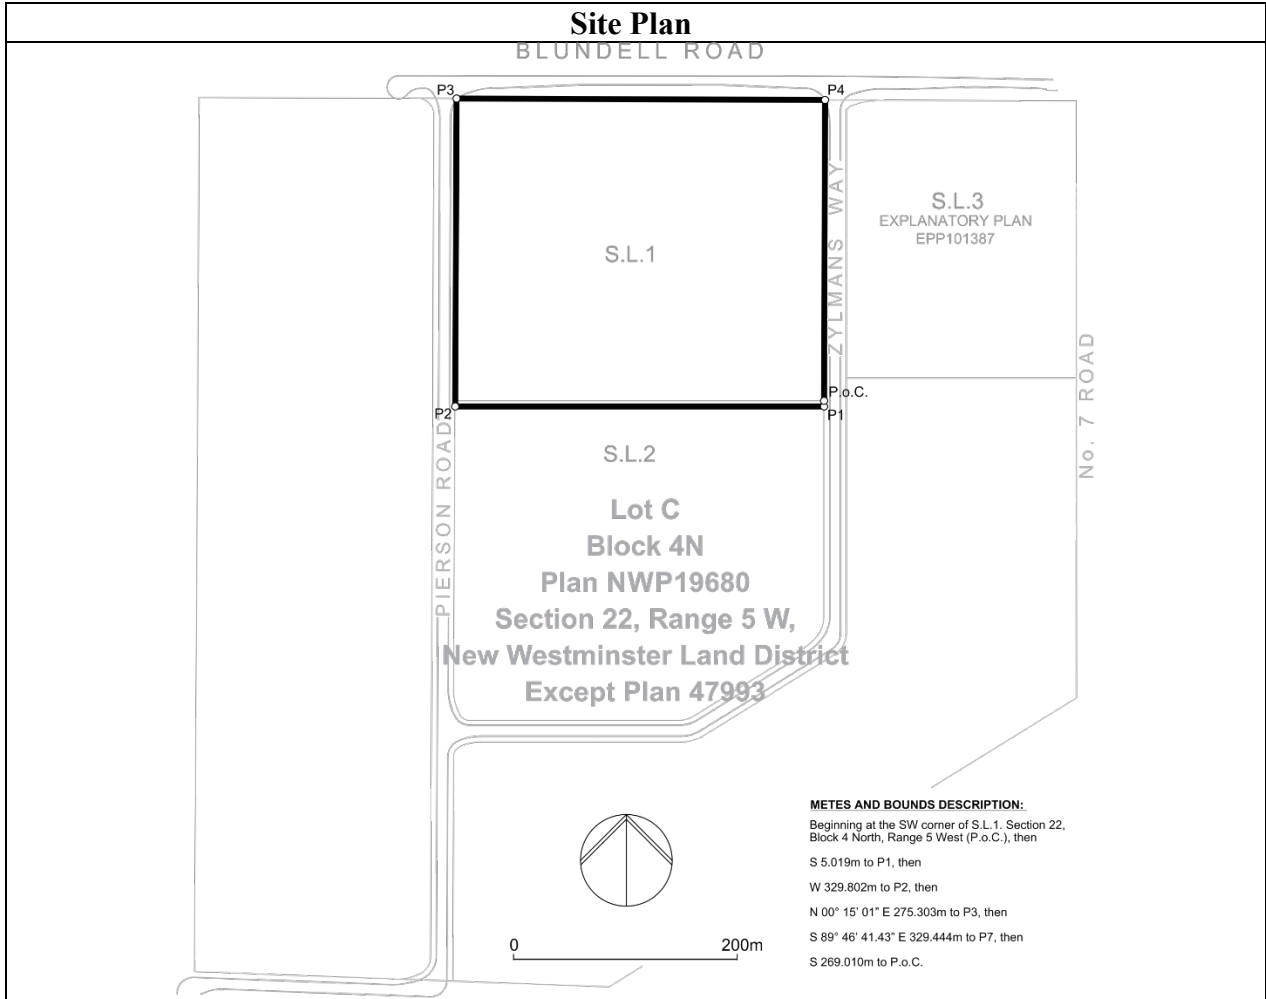 Site Plan
BLUNDELL ROAD
P3
P4
ZYLMANS WAY
S.L.3
EXPLANATORY PLAN
EPP101387
S.L.1
No. 7 ROAD
P.o.C.
P2
P1
PIERSON ROAD
S.L.2
Lot C
Block 4N
Plan NWP19680
Section 22, Range 5 W,
New Westminster Land District
Except Plan 47993
METES AND BOUNDS DESCRIPTION:
Beginning at the SW corner of S.L.1. Section 22,
Block 4 North, Range 5 West (P.o.C.), then
S 5.019m to P1, then
W 329.802m to P2, then
N 00° 15' 01” E 275.303m to P3, then
S 89° 46' 41.43” E 329.444m to P7, then
S 269.010m to P.o.C.
0 200m